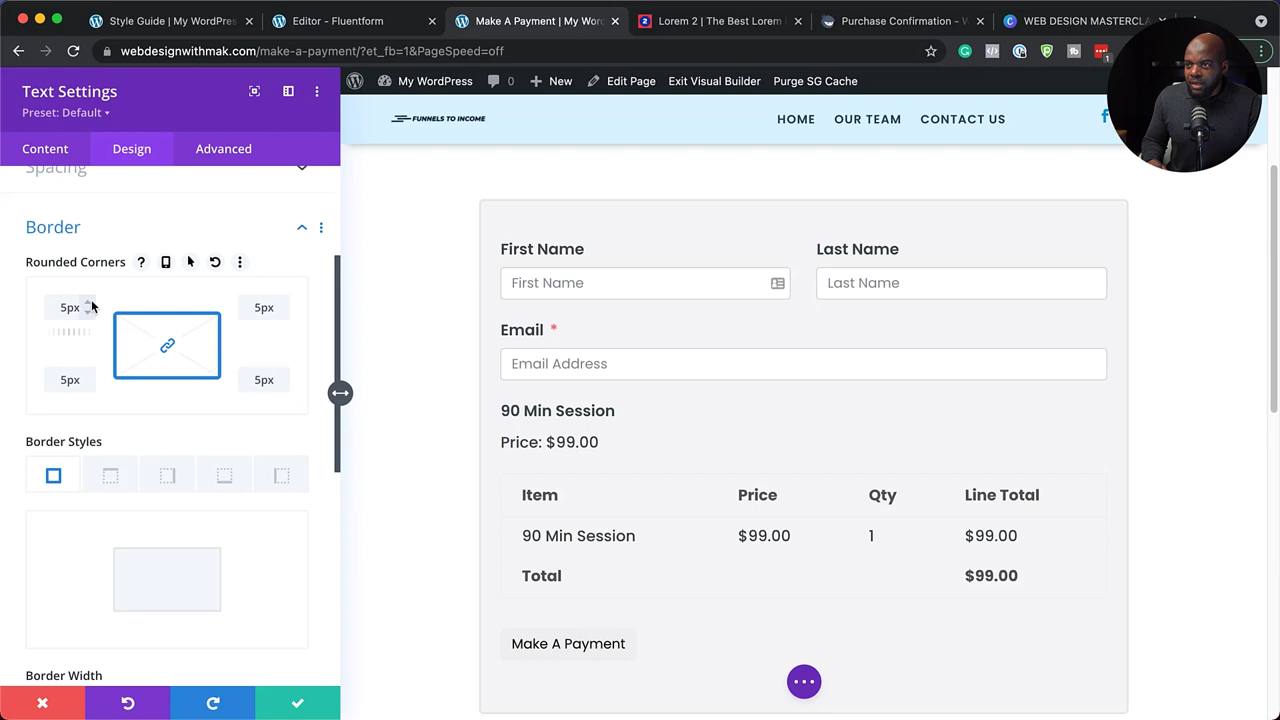 Style Guide | My WordPress
Editor - Fluentform
Make A Payment | My Wor
Lorem 2 | The Best Lorem
Purchase Confirmation - W
WEB DESIGN MASTERCLA
webdesignwithmak.com/make-a-payment/?et_fb=1&PageSpeed=off
1
Text Settings
Preset: Default
Content
Design
Advanced
Spacing
Border
Rounded Corners
?
5px
5px
5px
5px
Border Styles
Border Width
My WordPress
0
New
Edit Page
Exit Visual Builder
Purge SG Cache
FUNNELS TO INCOME
HOME
OUR TEAM
CONTACT US
First Name
Last Name
First Name
Last Name
Email *
Email Address
90 Min Session
Price: $99.00
Item Price Qty Line Total
90 Min Session $99.00 1 $99.00
Total $99.00
Make A Payment